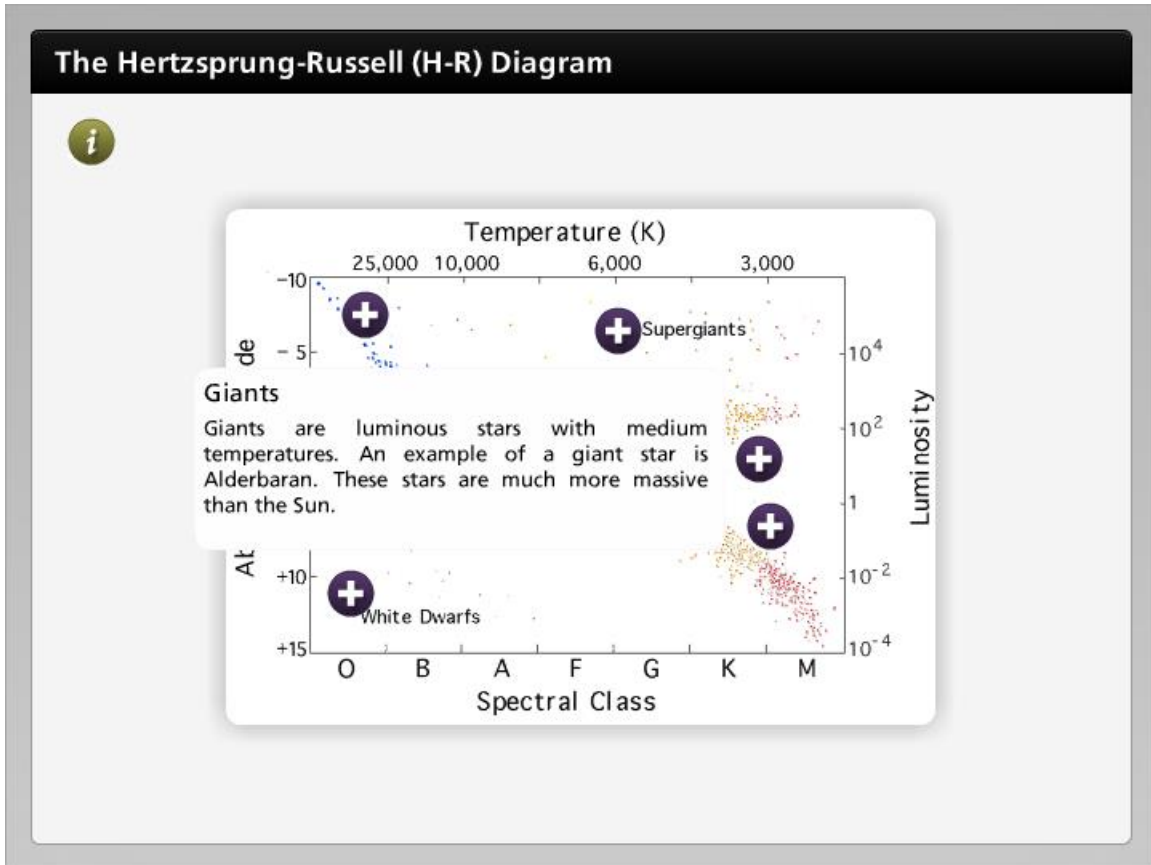 The Hertzsprung-Russell (H-R) Diagram
i
Temperature (K)
25,000 10,000 6,000 3,000
−10
− 5
+10
+15
Supergiants
Giants
Giants are luminous stars with medium
temperatures. An example of a giant star is
Alderbaran. These stars are much more massive
than the Sun.
White Dwarfs
10⁴
10²
1
10⁻²
10⁻⁴
Luminosity
Ab
de
O B A F G K M
Spectral Class